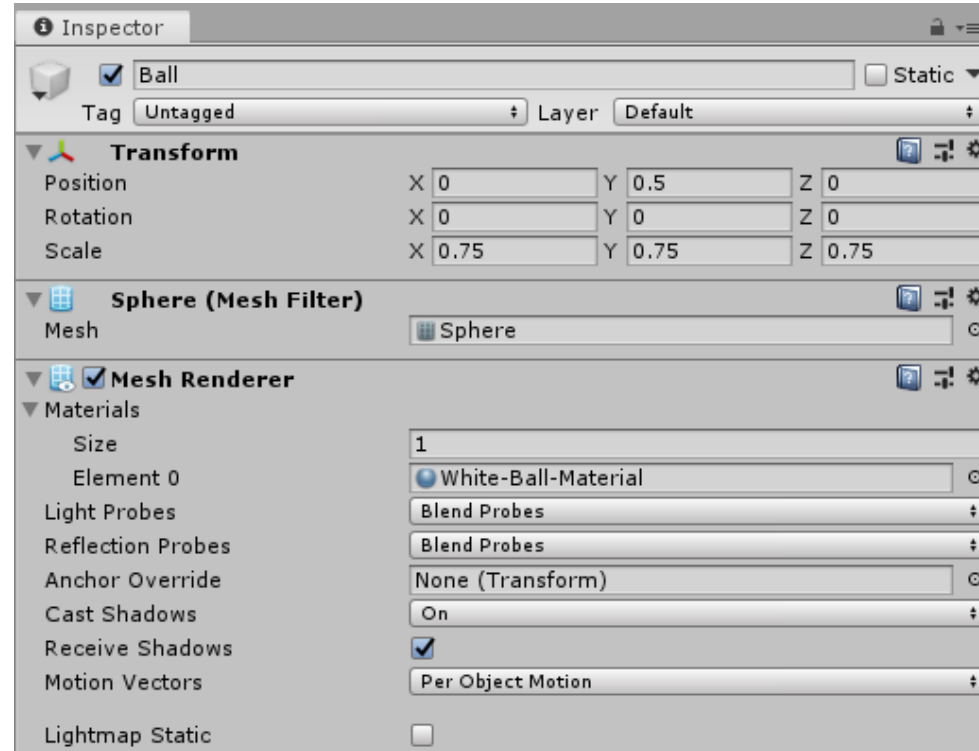 Inspector
Ball Static
Tag Untagged Layer Default
Transform
Position X 0 Y 0.5 Z 0
Rotation X 0 Y 0 Z 0
Scale X 0.75 Y 0.75 Z 0.75
Sphere (Mesh Filter)
Mesh Sphere
Mesh Renderer
Materials
Size 1
Element 0 White-Ball-Material
Light Probes Blend Probes
Reflection Probes Blend Probes
Anchor Override None (Transform)
Cast Shadows On
Receive Shadows
Motion Vectors Per Object Motion
Lightmap Static